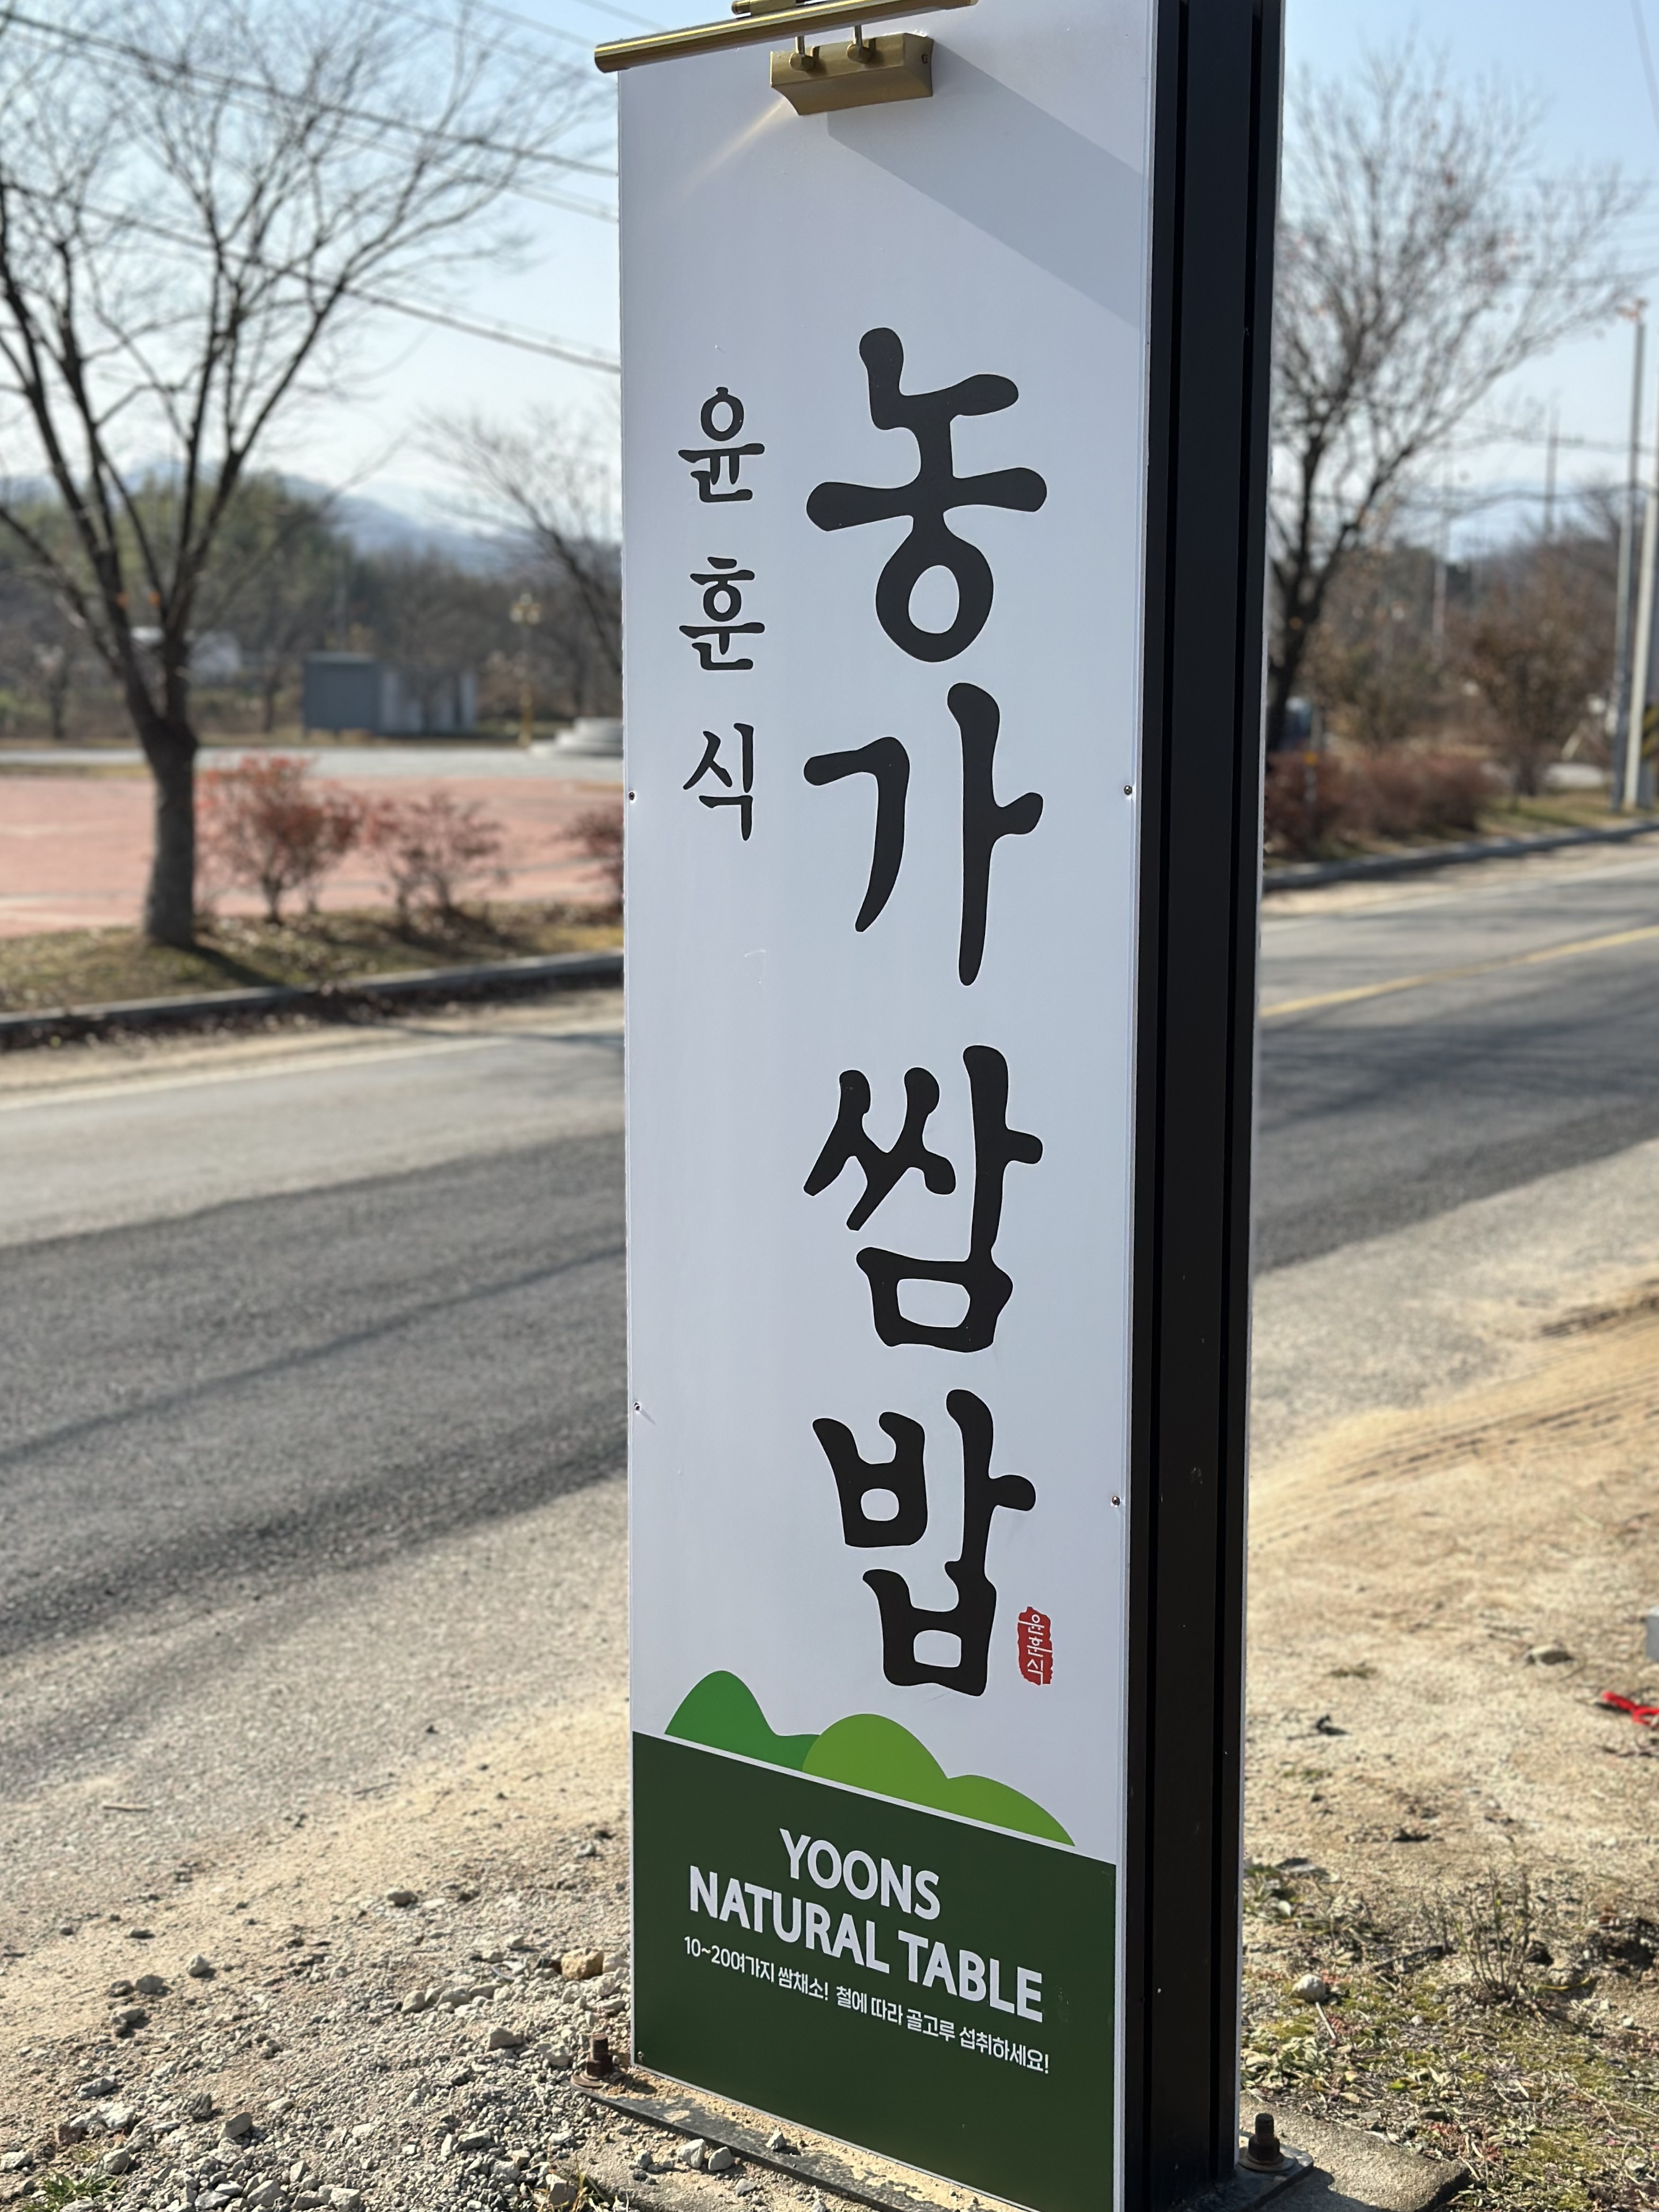 윤훈식
농가쌈밥
윤훈식
YOONS
NATURAL TABLE
10~20여가지 쌈채소! 철에 따라 골고루 섭취하세요!